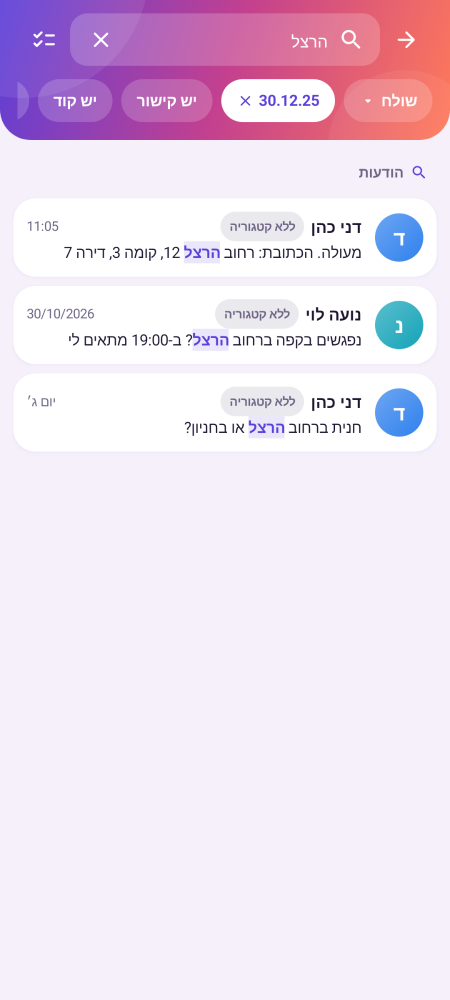 הרצל
שולח
30.12.25
יש קישור
יש קוד
הודעות
ד
דני כהן
ללא קטגוריה
11:05
מעולה. הכתובת: רחוב הרצל 12, קומה 3, דירה 7
נ
נועה לוי
ללא קטגוריה
30/10/2026
נפגשים בקפה ברחוב הרצל? ב-19:00 מתאים לי
ד
דני כהן
ללא קטגוריה
יום ג׳
חנית ברחוב הרצל או בחניון?